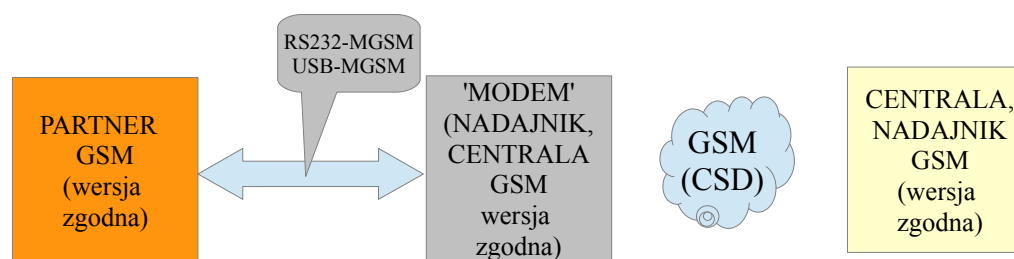 RS232-MGSM
USB-MGSM
PARTNER
GSM
(wersja
zgodna)
'MODEM'
(NADAJNIK,
CENTRALA
GSM
wersja
zgodna)
GSM
(CSD)
CENTRALA,
NADAJNIK
GSM
(wersja
zgodna)